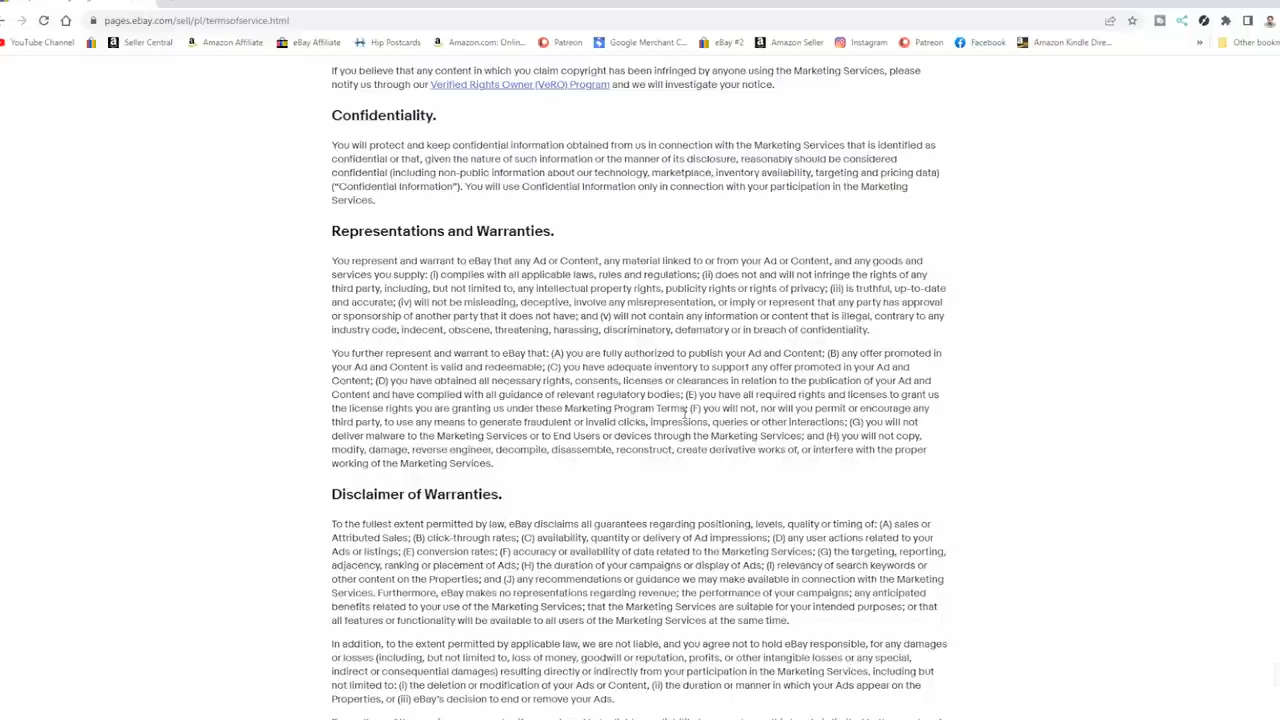 pages.ebay.com/sell/pl/termsofservice.html
YouTube Channel Seller Central Amazon Affiliate eBay Affiliate Hip Postcards Amazon.com: Onlin... Patreon Google Merchant C... eBay #2 Amazon Seller Instagram Patreon Facebook Amazon Kindle Dire... » Other bookm
If you believe that any content in which you claim copyright has been infringed by anyone using the Marketing Services, please
notify us through our Verified Rights Owner (VeRO) Program and we will investigate your notice.
Confidentiality.
You will protect and keep confidential information obtained from us in connection with the Marketing Services that is identified as
confidential or that, given the nature of such information or the manner of its disclosure, reasonably should be considered
confidential (including non-public information about our technology, marketplace, inventory availability, targeting and pricing data)
(“Confidential Information”). You will use Confidential Information only in connection with your participation in the Marketing
Services.
Representations and Warranties.
You represent and warrant to eBay that any Ad or Content, any material linked to or from your Ad or Content, and any goods and
services you supply: (i) complies with all applicable laws, rules and regulations; (ii) does not and will not infringe the rights of any
third party, including, but not limited to, any intellectual property rights, publicity rights or rights of privacy; (iii) is truthful, up-to-date
and accurate; (iv) will not be misleading, deceptive, involve any misrepresentation, or imply or represent that any party has approval
or sponsorship of another party that it does not have; and (v) will not contain any information or content that is illegal, contrary to any
industry code, indecent, obscene, threatening, harassing, discriminatory, defamatory or in breach of confidentiality.
You further represent and warrant to eBay that: (A) you are fully authorized to publish your Ad and Content; (B) any offer promoted in
your Ad and Content is valid and redeemable; (C) you have adequate inventory to support any offer promoted in your Ad and
Content; (D) you have obtained all necessary rights, consents, licenses or clearances in relation to the publication of your Ad and
Content and have complied with all guidance of relevant regulatory bodies; (E) you have all required rights and licenses to grant us
the license rights you are granting us under these Marketing Program Terms; (F) you will not, nor will you permit or encourage any
third party, to use any means to generate fraudulent or invalid clicks, impressions, queries or other interactions; (G) you will not
deliver malware to the Marketing Services or to End Users or devices through the Marketing Services; and (H) you will not copy,
modify, damage, reverse engineer, decompile, disassemble, reconstruct, create derivative works of, or interfere with the proper
working of the Marketing Services.
Disclaimer of Warranties.
To the fullest extent permitted by law, eBay disclaims all guarantees regarding positioning, levels, quality or timing of: (A) sales or
Attributed Sales; (B) click-through rates; (C) availability, quantity or delivery of Ad impressions; (D) any user actions related to your
Ads or listings; (E) conversion rates; (F) accuracy or availability of data related to the Marketing Services; (G) the targeting, reporting,
adjacency, ranking or placement of Ads; (H) the duration of your campaigns or display of Ads; (I) relevancy of search keywords or
other content on the Properties; and (J) any recommendations or guidance we may make available in connection with the Marketing
Services. Furthermore, eBay makes no representations regarding revenue; the performance of your campaigns; any anticipated
benefits related to your use of the Marketing Services; that the Marketing Services are suitable for your intended purposes; or that
all features or functionality will be available to all users of the Marketing Services at the same time.
In addition, to the extent permitted by applicable law, we are not liable, and you agree not to hold eBay responsible, for any damages
or losses (including, but not limited to, loss of money, goodwill or reputation, profits, or other intangible losses or any special,
indirect or consequential damages) resulting directly or indirectly from your participation in the Marketing Services, including but
not limited to: (i) the deletion or modification of your Ads or Content, (ii) the duration or manner in which your Ads appear on the
Properties, or (iii) eBay's decision to end or remove your Ads.